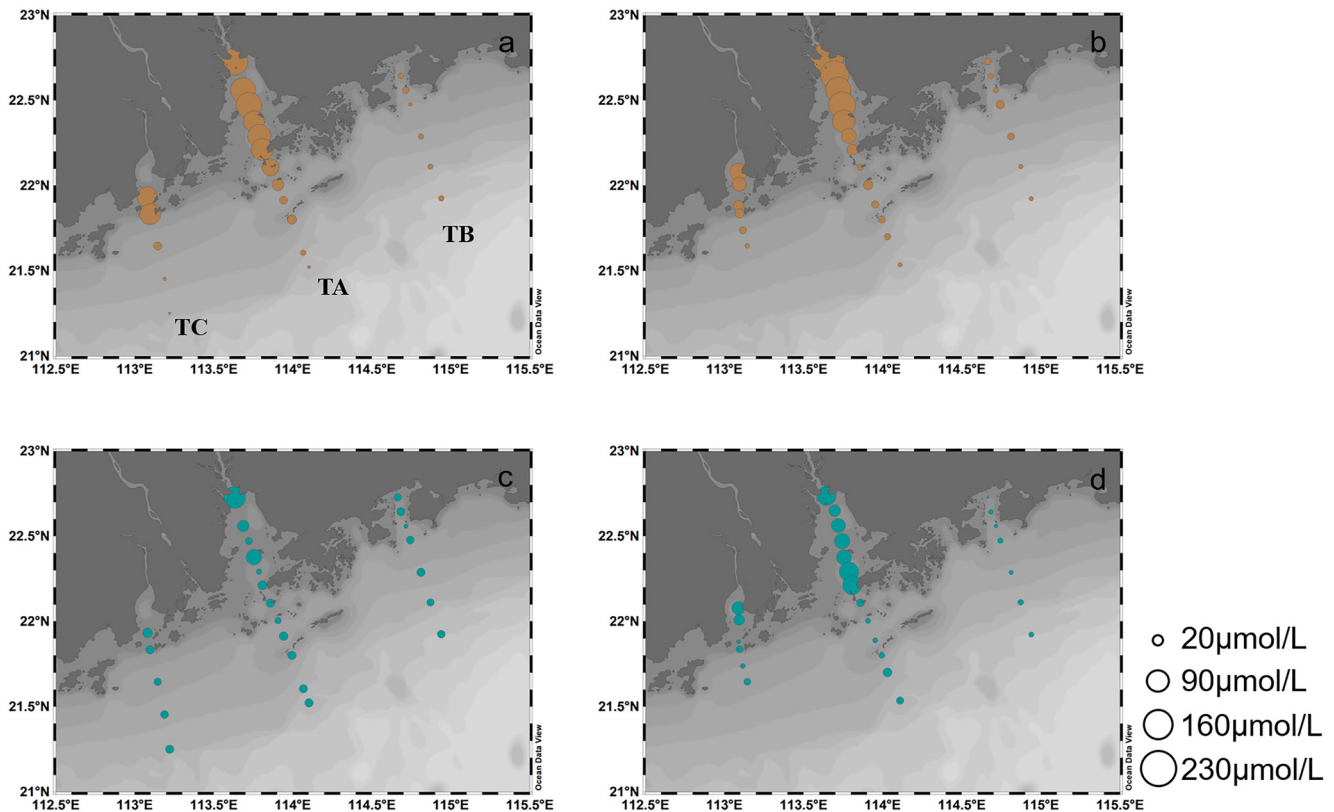 23°N
22.5°N
22°N
21.5°N
21°N
112.5°E
113°E
113.5°E
114°E
114.5°E
115°E
115.5°E
a
TB
TA
TC
Ocean Data View
23°N
22.5°N
22°N
21.5°N
21°N
112.5°E
113°E
113.5°E
114°E
114.5°E
115°E
115.5°E
b
Ocean Data View
23°N
22.5°N
22°N
21.5°N
21°N
112.5°E
113°E
113.5°E
114°E
114.5°E
115°E
115.5°E
c
Ocean Data View
23°N
22.5°N
22°N
21.5°N
21°N
112.5°E
113°E
113.5°E
114°E
114.5°E
115°E
115.5°E
d
Ocean Data View
20μmol/L
90μmol/L
160μmol/L
230μmol/L